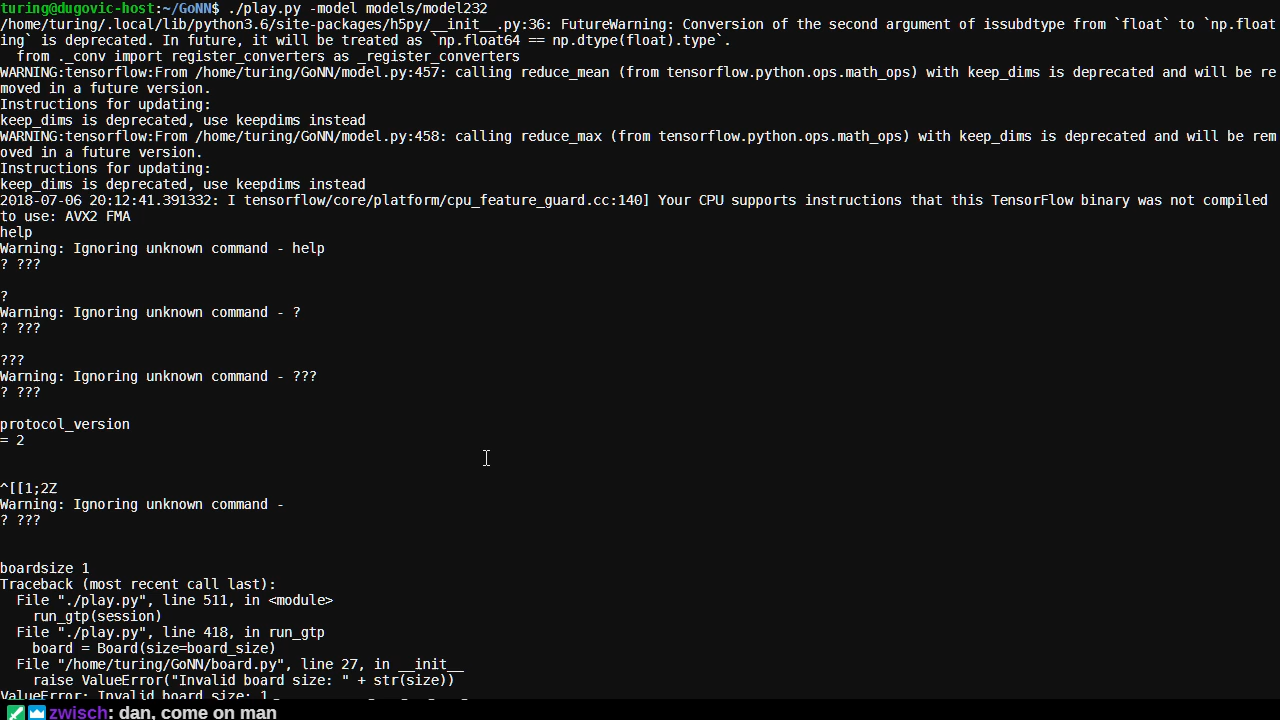 turing@dugovic-host:~/GoNN$ ./play.py -model models/model232
/home/turing/.local/lib/python3.6/site-packages/h5py/__init__.py:36: FutureWarning: Conversion of the second argument of issubdtype from `float` to `np.float
ing` is deprecated. In future, it will be treated as `np.float64 == np.dtype(float).type`.
  from ._conv import register_converters as _register_converters
WARNING:tensorflow:From /home/turing/GoNN/model.py:457: calling reduce_mean (from tensorflow.python.ops.math_ops) with keep_dims is deprecated and will be re
moved in a future version.
Instructions for updating:
keep_dims is deprecated, use keepdims instead
WARNING:tensorflow:From /home/turing/GoNN/model.py:458: calling reduce_max (from tensorflow.python.ops.math_ops) with keep_dims is deprecated and will be rem
oved in a future version.
Instructions for updating:
keep_dims is deprecated, use keepdims instead
2018-07-06 20:12:41.391332: I tensorflow/core/platform/cpu_feature_guard.cc:140] Your CPU supports instructions that this TensorFlow binary was not compiled
to use: AVX2 FMA
help
Warning: Ignoring unknown command - help
? ???
?
Warning: Ignoring unknown command - ?
? ???
???
Warning: Ignoring unknown command - ???
? ???
protocol_version
= 2
^[[1;2Z
Warning: Ignoring unknown command -
? ???
boardsize 1
Traceback (most recent call last):
  File "./play.py", line 511, in <module>
    run_gtp(session)
  File "./play.py", line 418, in run_gtp
    board = Board(size=board_size)
  File "/home/turing/GoNN/board.py", line 27, in __init__
    raise ValueError("Invalid board size: " + str(size))
ValueError: Invalid board size: 1
zwisch: dan, come on man